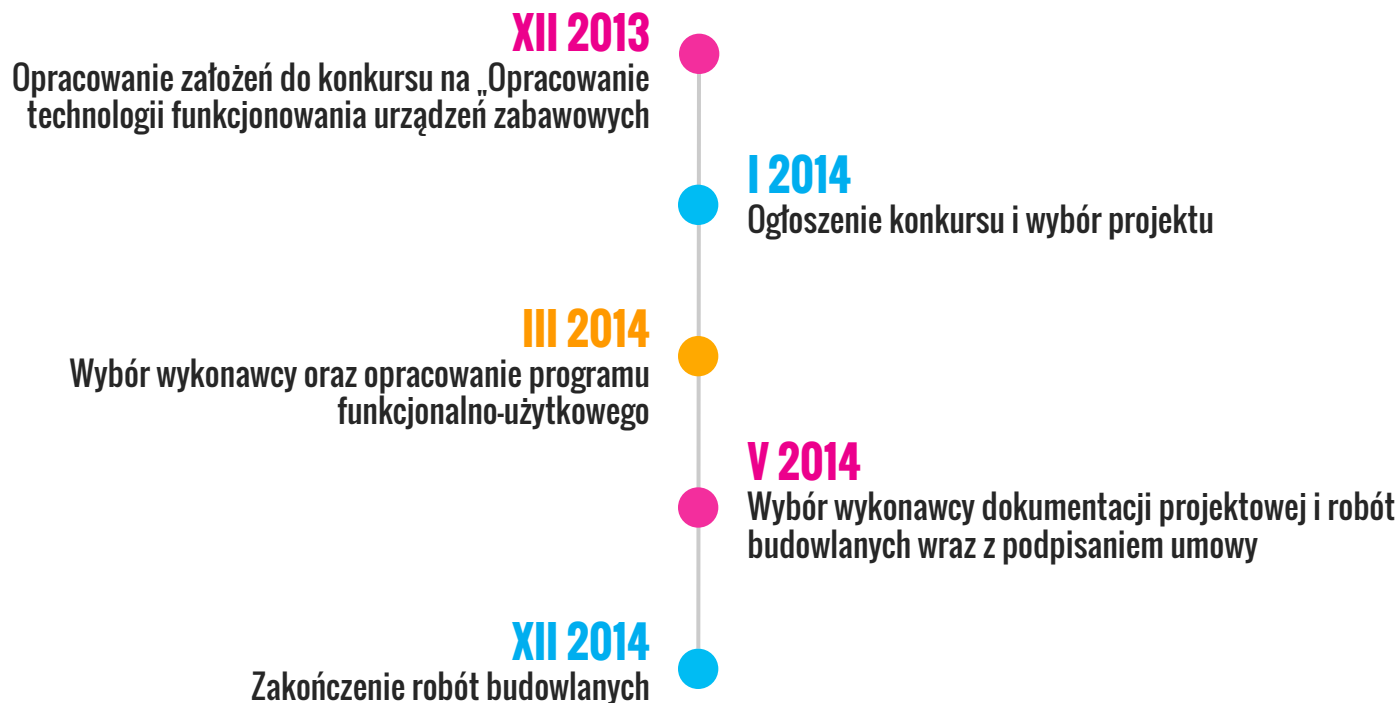 XII 2013
Opracowanie założeń do konkursu na „Opracowanie
technologii funkcjonowania urządzeń zabawowych
I 2014
Ogłoszenie konkursu i wybór projektu
III 2014
Wybór wykonawcy oraz opracowanie programu
funkcjonalno-użytkowego
V 2014
Wybór wykonawcy dokumentacji projektowej i robót
budowlanych wraz z podpisaniem umowy
XII 2014
Zakończenie robót budowlanych